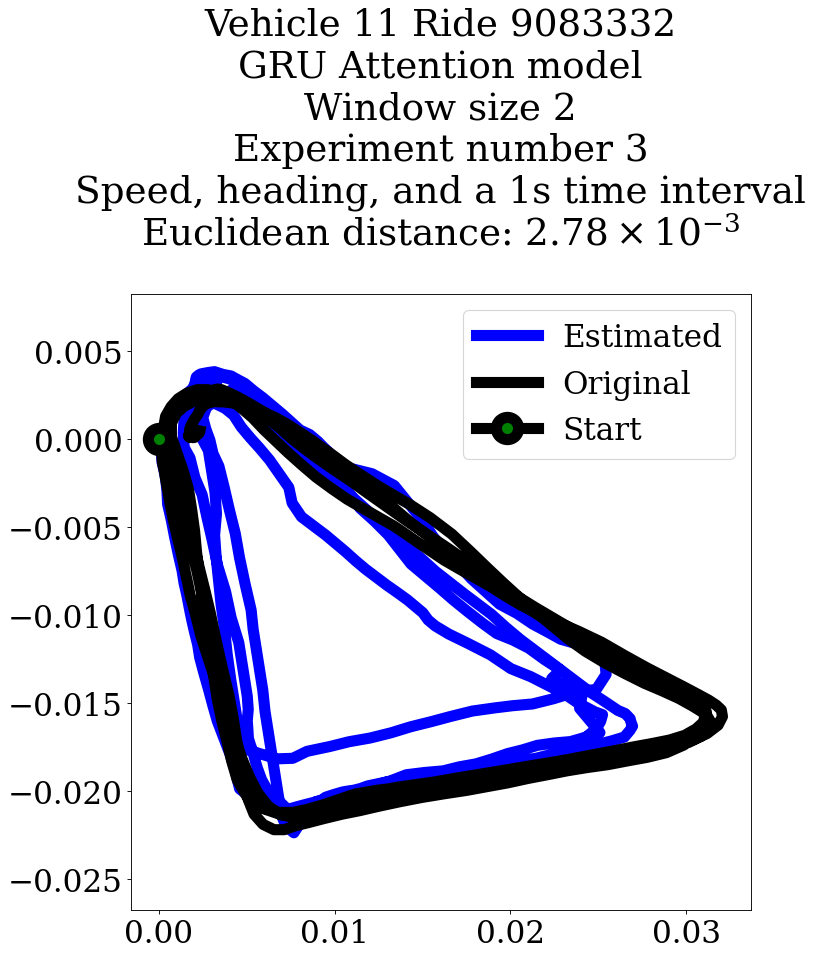 Vehicle 11 Ride 9083332
GRU Attention model
Window size 2
Experiment number 3
Speed, heading, and a 1s time interval
Euclidean distance: 2.78 × 10⁻³
Estimated
Original
Start
0.005
0.000
−0.005
−0.010
−0.015
−0.020
−0.025
0.00 0.01 0.02 0.03